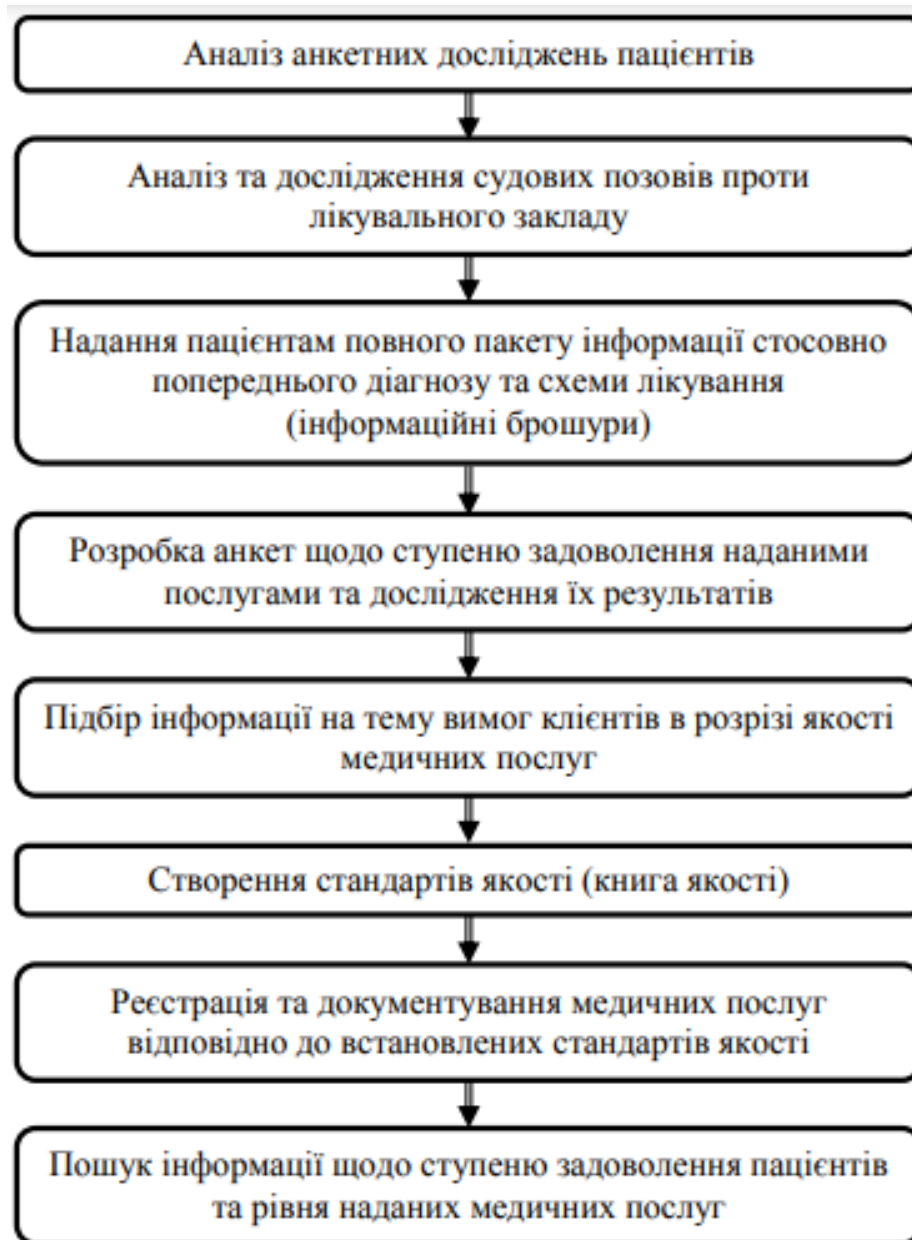 Аналіз анкетних досліджень пацієнтів
Аналіз та дослідження судових позовів проти
лікувального закладу
Надання пацієнтам повного пакету інформації стосовно
попереднього діагнозу та схеми лікування
(інформаційні брошури)
Розробка анкет щодо ступеню задоволення наданими
послугами та дослідження їх результатів
Підбір інформації на тему вимог клієнтів в розрізі якості
медичних послуг
Створення стандартів якості (книга якості)
Реєстрація та документування медичних послуг
відповідно до встановлених стандартів якості
Пошук інформації щодо ступеню задоволення пацієнтів
та рівня наданих медичних послуг